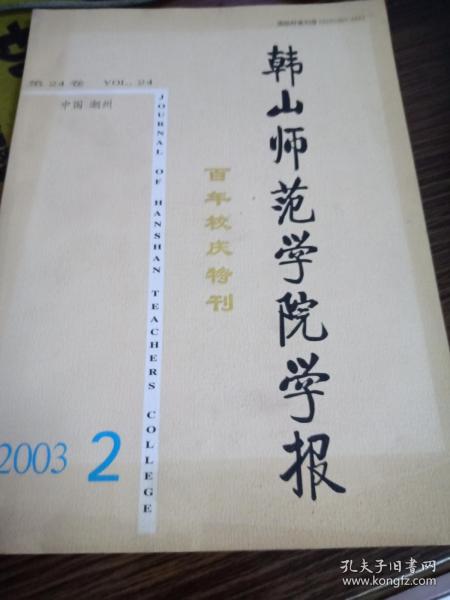 第24卷 VOL. 24
中国 潮州
JOURNAL OF HANSHAN TEACHERS COLLEGE
百年校庆特刊
韩山师范学院学报
2003 2
孔夫子旧书网
www.kongfz.com